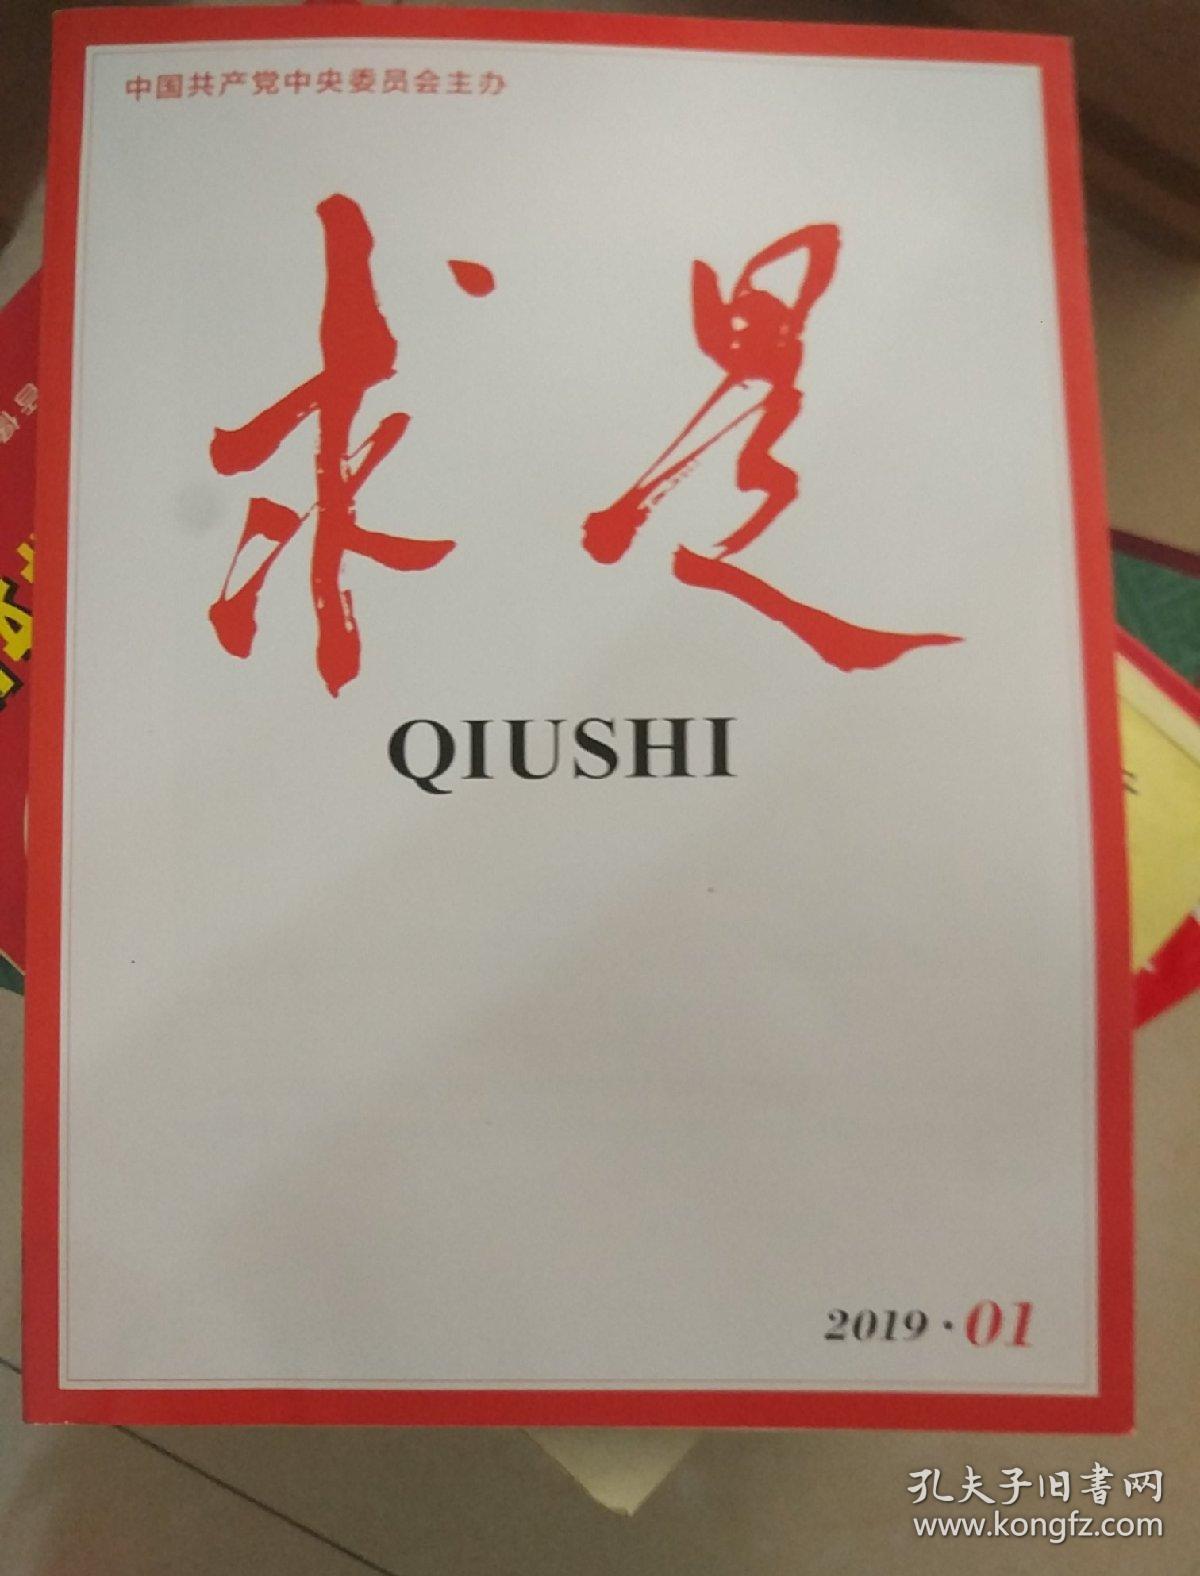 中国共产党中央委员会主办
求是
QIUSHI
2019·01
孔夫子旧书网
www.kongfz.com